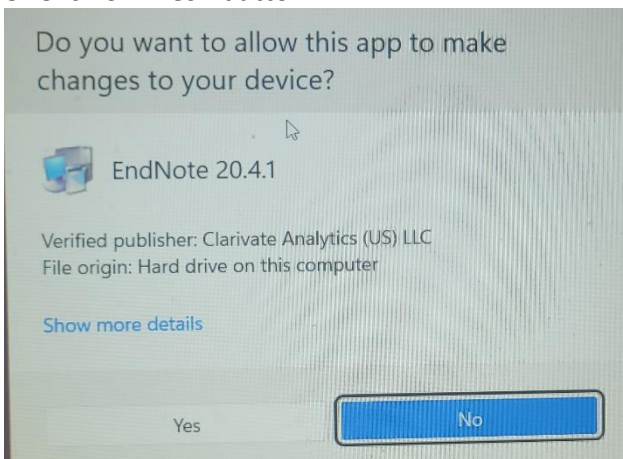 Do you want to allow this app to make
changes to your device?
EndNote 20.4.1
Verified publisher: Clarivate Analytics (US) LLC
File origin: Hard drive on this computer
Show more details
Yes
No